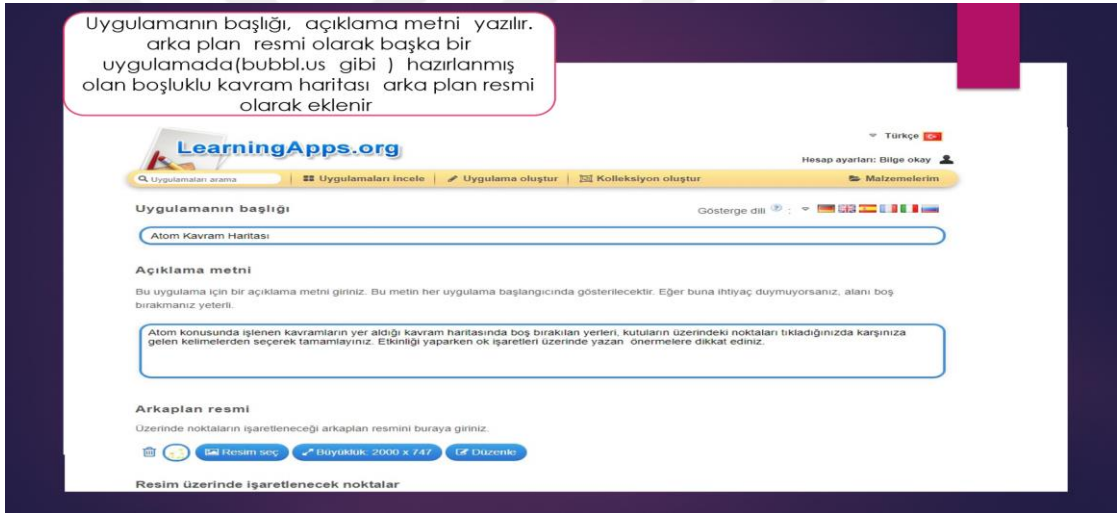 Uygulamanın başlığı, açıklama metni yazılır.
arka plan resmi olarak başka bir
uygulamada(bubbl.us gibi ) hazırlanmış
olan boşluklu kavram haritası arka plan resmi
olarak eklenir
LearningApps.org
Türkçe
Hesap ayarları: Bilge okay
Uygulamaları arama
Uygulamaları incele
Uygulama oluştur
Kolleksiyon oluştur
Malzemelerim
Uygulamanın başlığı
Gösterge dili ? :
Atom Kavram Haritası
Açıklama metni
Bu uygulama için bir açıklama metni giriniz. Bu metin her uygulama başlangıcında gösterilecektir. Eğer buna ihtiyaç duymuyorsanız, alanı boş
bırakmanız yeterli.
Atom konusunda işlenen kavramların yer aldığı kavram haritasında boş bırakılan yerleri, kutuların üzerindeki noktaları tıkladığınızda karşınıza
gelen kelimelerden seçerek tamamlayınız. Etkinliği yaparken ok işaretleri üzerinde yazan önermelere dikkat ediniz.
Arkaplan resmi
Üzerinde noktaların işaretleneceği arkaplan resmini buraya giriniz.
Resim seç
Büyüklük: 2000 x 747
Düzenle
Resim üzerinde işaretlenecek noktalar